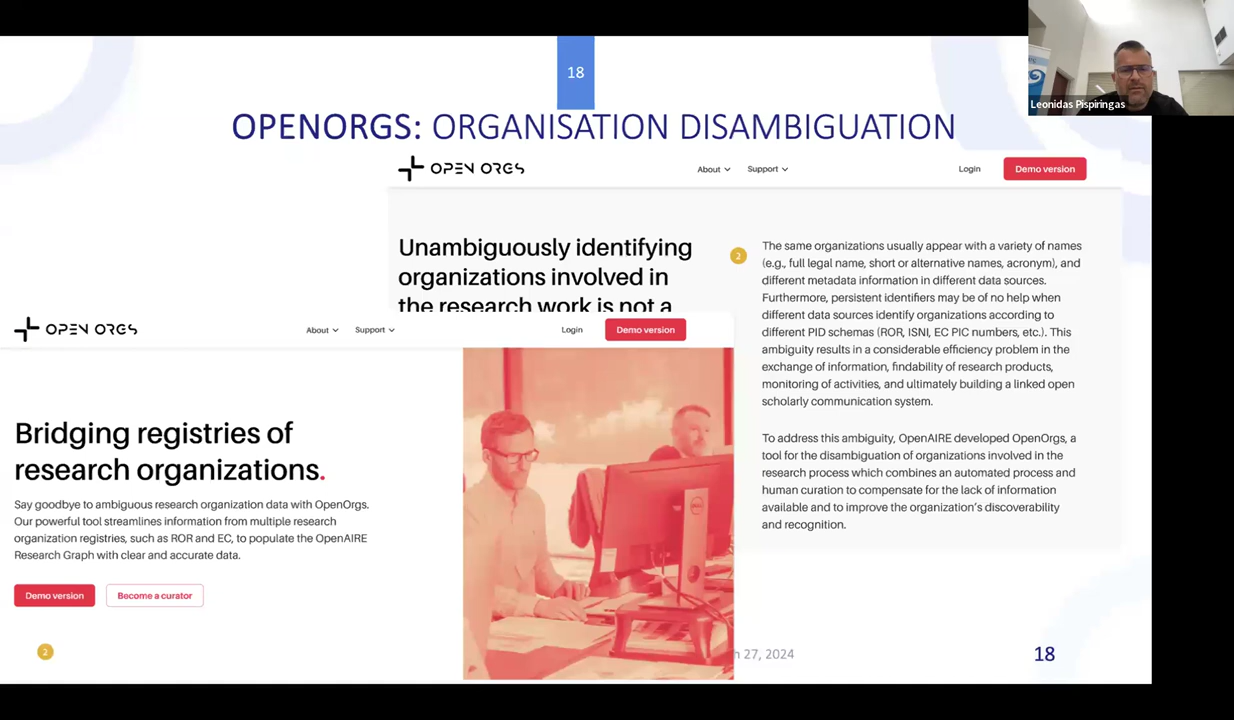 18
Leonidas Pispiringas
OPENORGS: ORGANISATION DISAMBIGUATION
OPEN ORGS
About
Support
Login
Demo version
Unambiguously identifying
organizations involved in
the research work is not a
2
The same organizations usually appear with a variety of names
(e.g., full legal name, short or alternative names, acronym), and
different metadata information in different data sources.
Furthermore, persistent identifiers may be of no help when
different data sources identify organizations according to
different PID schemas (ROR, ISNI, EC PIC numbers, etc.). This
ambiguity results in a considerable efficiency problem in the
exchange of information, findability of research products,
monitoring of activities, and ultimately building a linked open
scholarly communication system.
To address this ambiguity, OpenAIRE developed OpenOrgs, a
tool for the disambiguation of organizations involved in the
research process which combines an automated process and
human curation to compensate for the lack of information
available and to improve the organization's discoverability
and recognition.
OPEN ORGS
About
Support
Login
Demo version
Bridging registries of
research organizations.
Say goodbye to ambiguous research organization data with OpenOrgs.
Our powerful tool streamlines information from multiple research
organization registries, such as ROR and EC, to populate the OpenAIRE
Research Graph with clear and accurate data.
Demo version
Become a curator
2
27, 2024
18